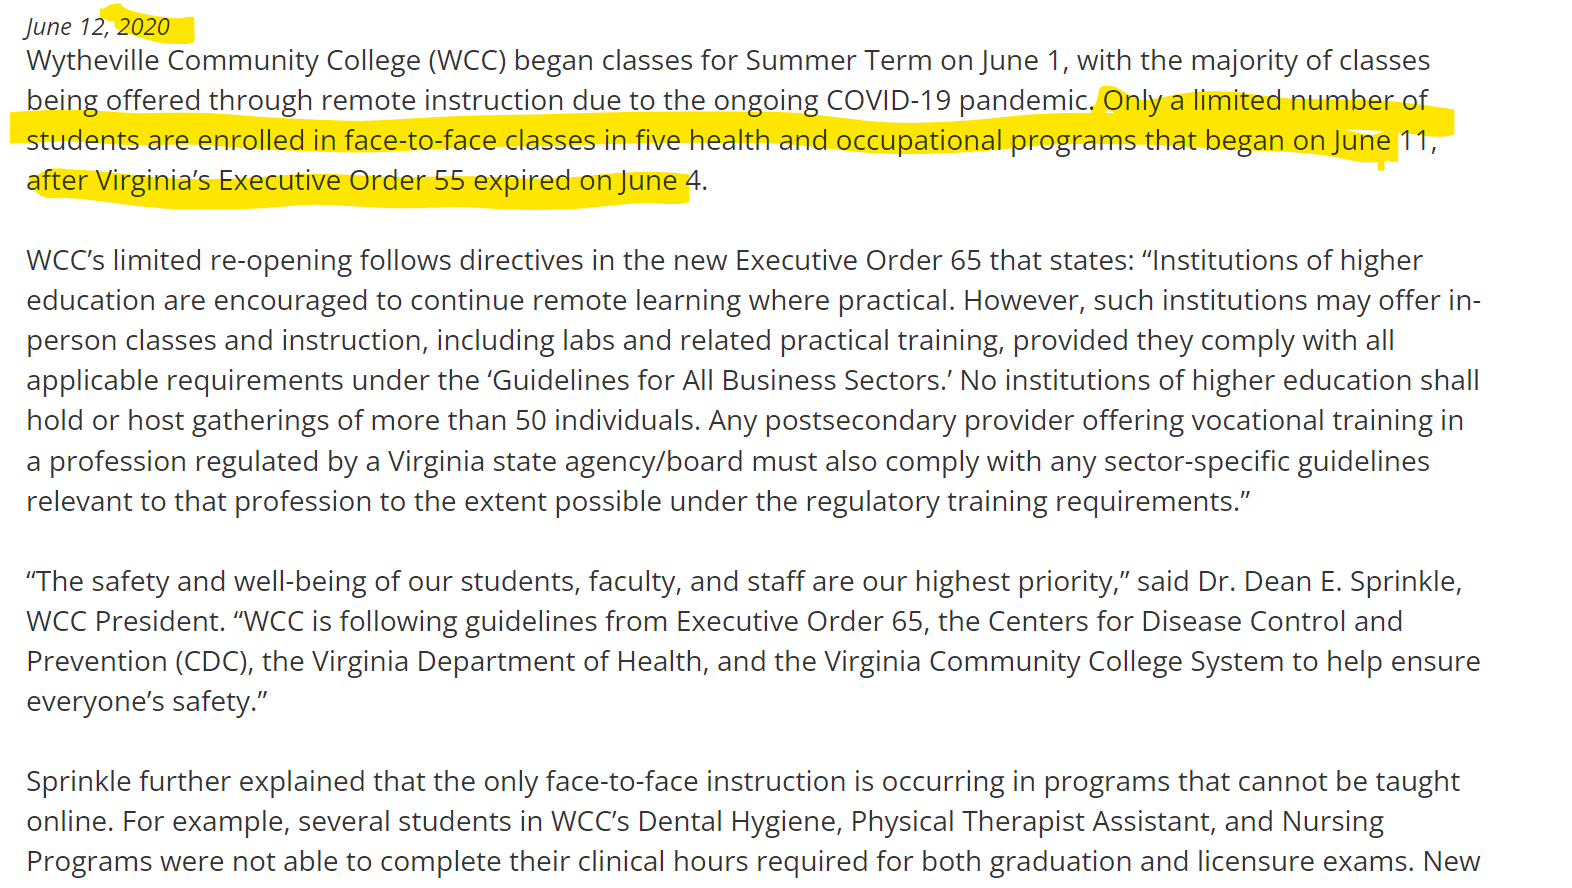 June 12, 2020
Wytheville Community College (WCC) began classes for Summer Term on June 1, with the majority of classes
being offered through remote instruction due to the ongoing COVID-19 pandemic. Only a limited number of
students are enrolled in face-to-face classes in five health and occupational programs that began on June 11,
after Virginia’s Executive Order 55 expired on June 4.
WCC’s limited re-opening follows directives in the new Executive Order 65 that states: “Institutions of higher
education are encouraged to continue remote learning where practical. However, such institutions may offer in-
person classes and instruction, including labs and related practical training, provided they comply with all
applicable requirements under the ‘Guidelines for All Business Sectors.’ No institutions of higher education shall
hold or host gatherings of more than 50 individuals. Any postsecondary provider offering vocational training in
a profession regulated by a Virginia state agency/board must also comply with any sector-specific guidelines
relevant to that profession to the extent possible under the regulatory training requirements.”
“The safety and well-being of our students, faculty, and staff are our highest priority,” said Dr. Dean E. Sprinkle,
WCC President. “WCC is following guidelines from Executive Order 65, the Centers for Disease Control and
Prevention (CDC), the Virginia Department of Health, and the Virginia Community College System to help ensure
everyone’s safety.”
Sprinkle further explained that the only face-to-face instruction is occurring in programs that cannot be taught
online. For example, several students in WCC’s Dental Hygiene, Physical Therapist Assistant, and Nursing
Programs were not able to complete their clinical hours required for both graduation and licensure exams. New